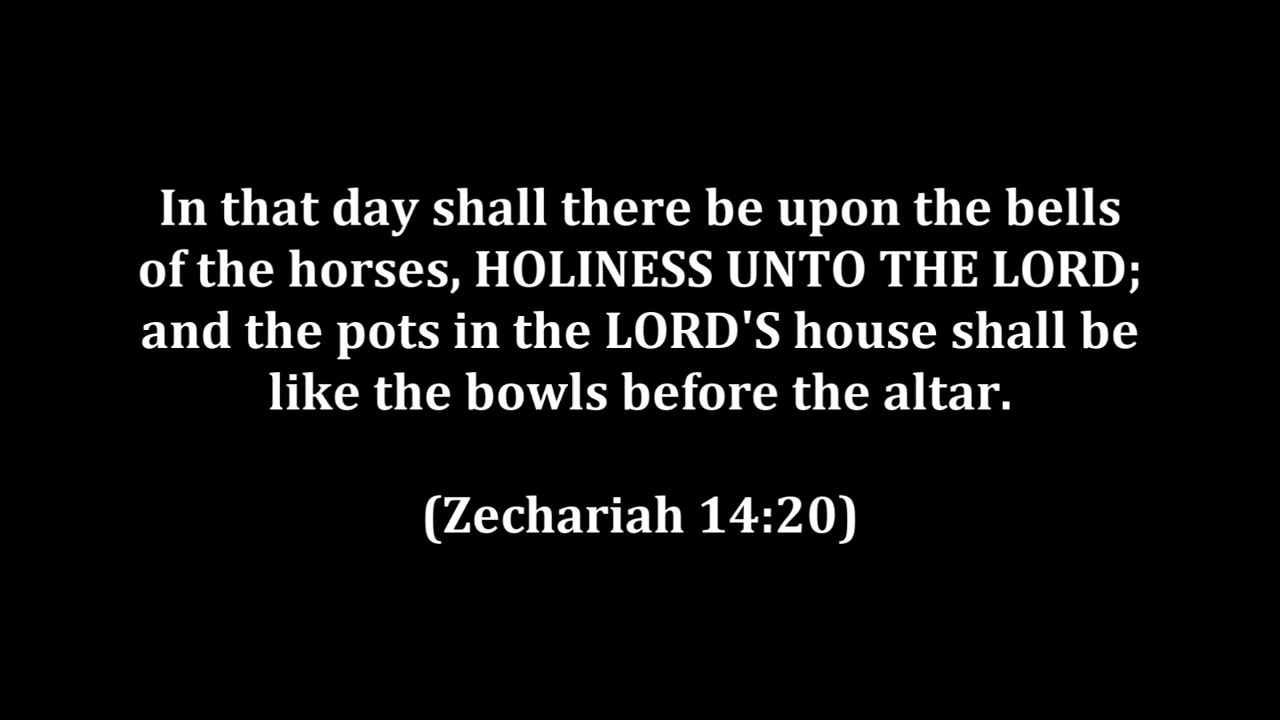 In that day shall there be upon the bells
of the horses, HOLINESS UNTO THE LORD;
and the pots in the LORD'S house shall be
like the bowls before the altar.
(Zechariah 14:20)